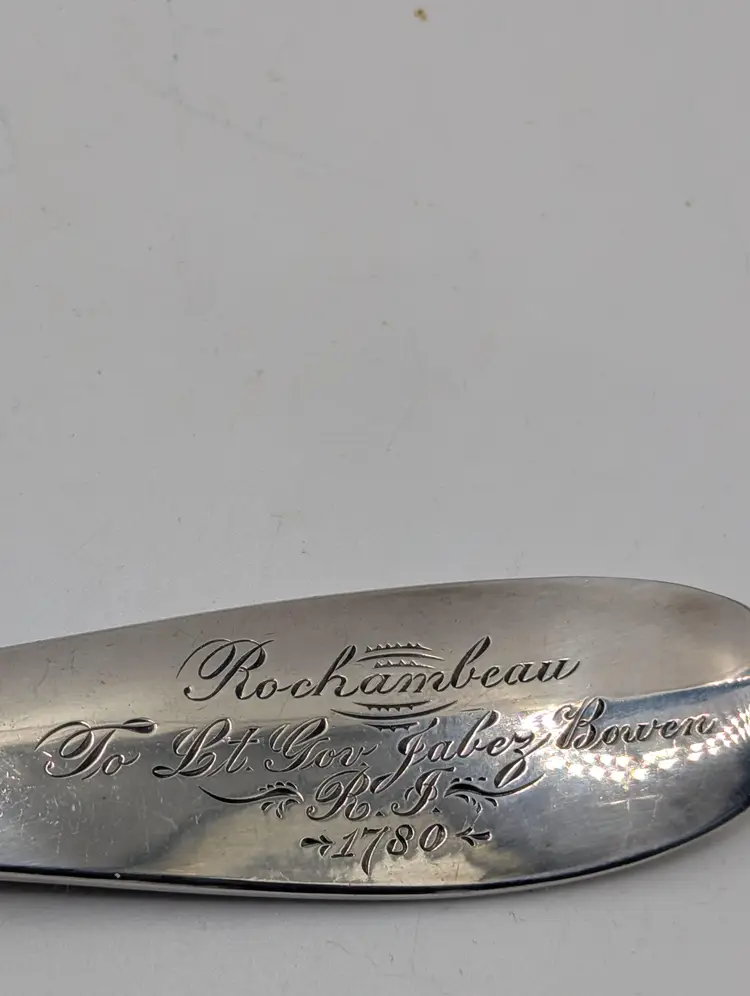 Rochambeau
To Lt. Gov. Jabez Bowen
R.I.
1780